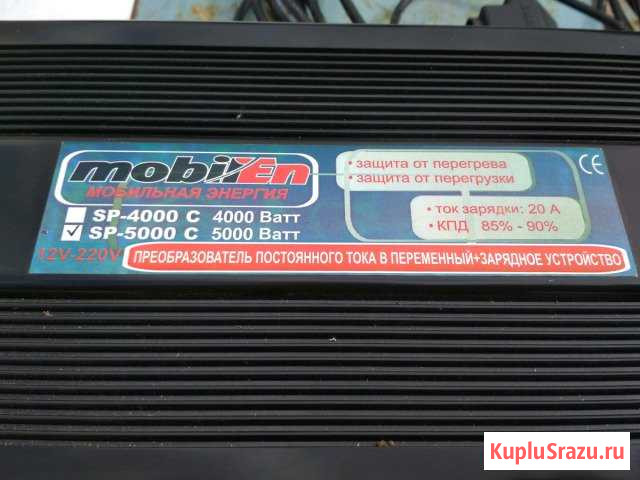 mobilEn
МОБИЛЬНАЯ ЭНЕРГИЯ
SP-4000 C 4000 Ватт
SP-5000 C 5000 Ватт
12V-220V
• защита от перегрева
• защита от перегрузки
• ток зарядки: 20 А
• КПД 85% - 90%
CE
ПРЕОБРАЗОВАТЕЛЬ ПОСТОЯННОГО ТОКА В ПЕРЕМЕННЫЙ+ЗАРЯДНОЕ УСТРОЙСТВО
KupluSrazu.ru